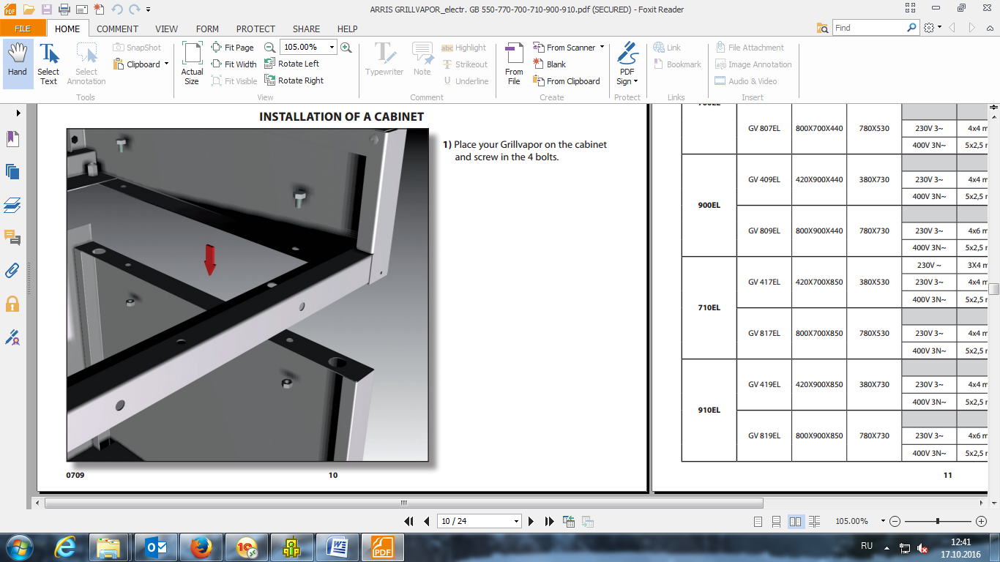 ARRIS GRILLVAPOR_electr. GB 550-770-700-710-900-910.pdf (SECURED) - Foxit Reader
FILE
HOME
COMMENT
VIEW
FORM
PROTECT
SHARE
HELP
Find
Hand
Select Text
Select Annotation
SnapShot
Clipboard
Tools
Actual Size
Fit Page
Fit Width
Fit Visible
105.00%
Rotate Left
Rotate Right
View
Typewriter
Note
abc Highlight
Strikeout
Underline
Comment
From File
From Scanner
Blank
From Clipboard
Create
PDF Sign
Protect
Link
Bookmark
Links
File Attachment
Image Annotation
Audio & Video
Insert
INSTALLATION OF A CABINET
1) Place your Grillvapor on the cabinet
and screw in the 4 bolts.
0709
10
GV 807EL 800X700X440 780X530 230V 3~ 4x4 m
400V 3N~ 5x2,5 m
900EL
GV 409EL 420X900X440 380X730 230V 3~ 4x4 m
400V 3N~ 5x2,5 m
GV 809EL 800X900X440 780X730 230V 3~ 4x6 m
400V 3N~ 5x2,5 m
710EL
230V ~ 3X4 m
GV 417EL 420X700X850 380X530 230V 3~ 4x4 m
400V 3N~ 5x2,5 m
GV 817EL 800X700X850 780X530 230V 3~ 4x4 m
400V 3N~ 5x2,5 m
910EL
GV 419EL 420X900X850 380X730 230V 3~ 4x4 m
400V 3N~ 5x2,5 m
GV 819EL 800X900X850 780X730 230V 3~ 4x6 m
400V 3N~ 5x2,5 m
11
10 / 24
105.00%
RU
12:41
17.10.2016